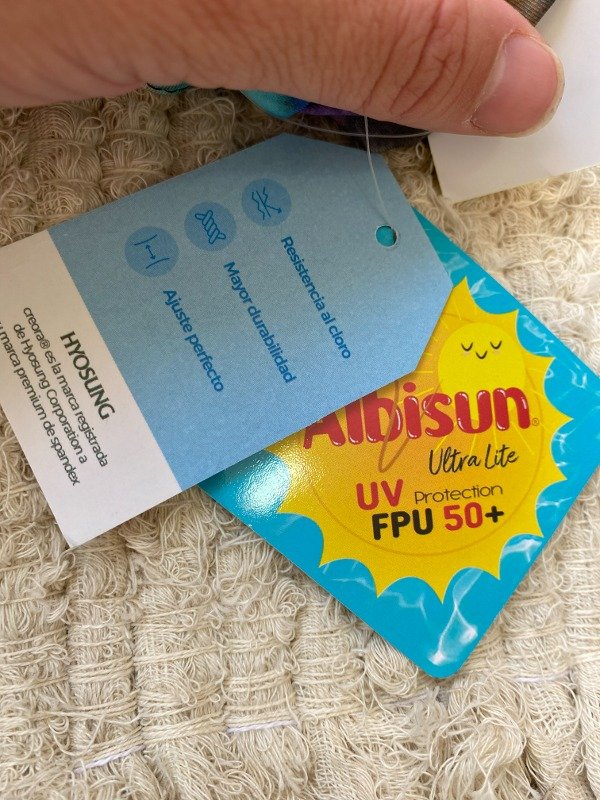 Resistencia al cloro
Mayor durabilidad
Ajuste perfecto
HYOSUNG
creora® es la marca registrada
de Hyosung Corporation a
marca premium de spandex
Albisun®
Ultra Lite
UV Protection
FPU 50+